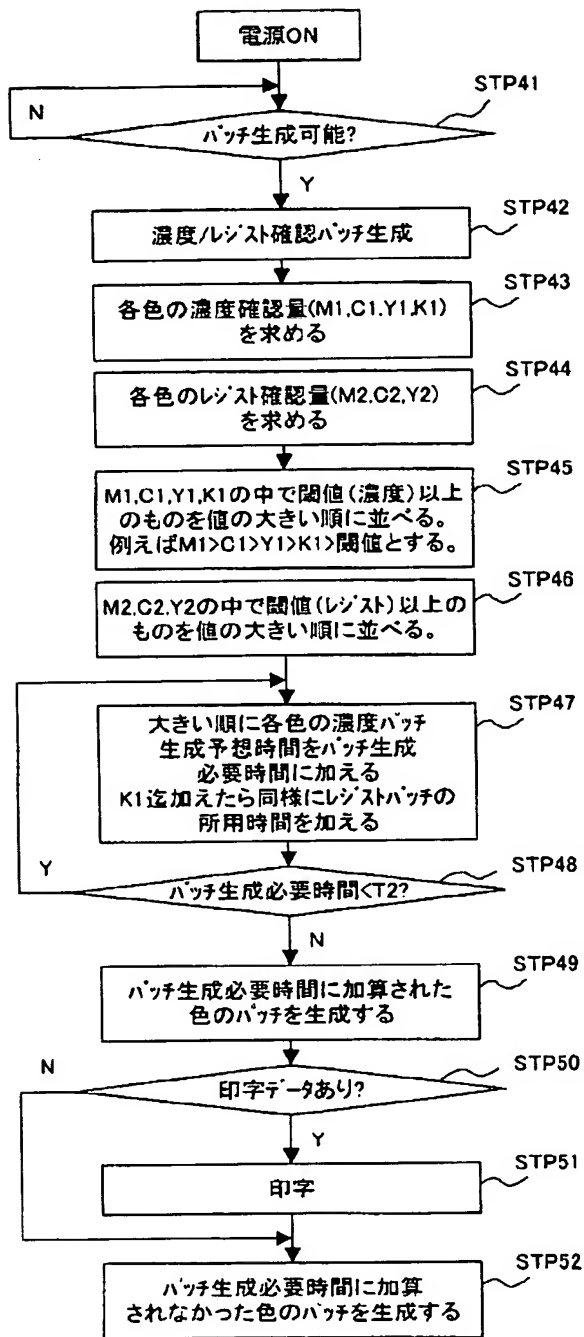 電源ON
STP41
N
パッチ生成可能?
Y
STP42
濃度/レジスト確認パッチ生成
STP43
各色の濃度確認量(M1,C1,Y1,K1)
を求める
STP44
各色のレジスト確認量(M2,C2,Y2)
を求める
STP45
M1,C1,Y1,K1の中で閾値(濃度)以上
のものを値の大きい順に並べる。
例えばM1>C1>Y1>K1>閾値とする。
STP46
M2,C2,Y2の中で閾値(レジスト)以上の
ものを値の大きい順に並べる。
STP47
大きい順に各色の濃度パッチ
生成予想時間をパッチ生成
必要時間に加える
K1迄加えたら同様にレジストパッチの
所用時間を加える
Y
STP48
パッチ生成必要時間<T2?
N
STP49
パッチ生成必要時間に加算された
色のパッチを生成する
N
STP50
印字データあり?
Y
STP51
印字
STP52
パッチ生成必要時間に加算
されなかった色のパッチを生成する